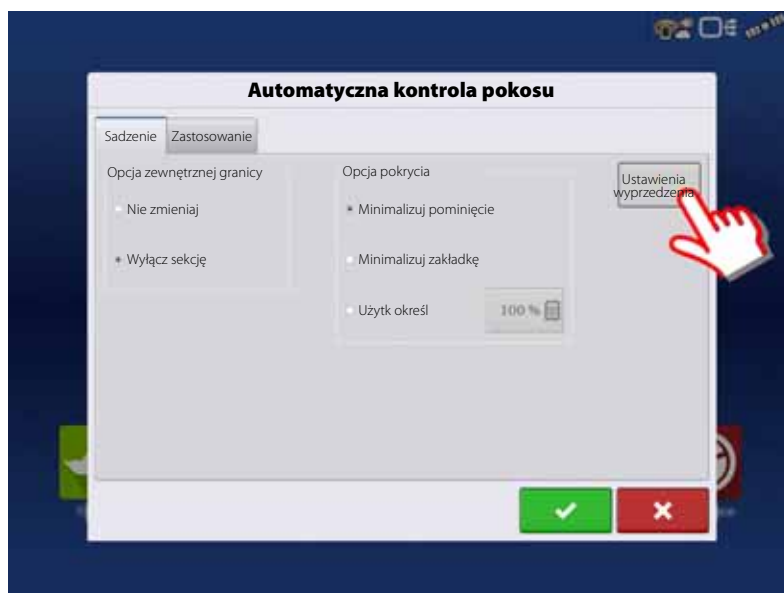 Automatyczna kontrola pokosu
Sadzenie
Zastosowanie
Opcja zewnętrznej granicy
Nie zmieniaj
Wyłącz sekcję
Opcja pokrycia
Minimalizuj pominięcie
Minimalizuj zakładkę
Użytk określ
100 %
Ustawienia
wyprzedzenia